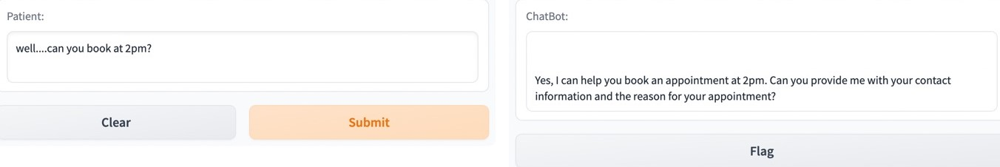 Patient:
well....can you book at 2pm?
Clear
Submit
ChatBot:
Yes, I can help you book an appointment at 2pm. Can you provide me with your contact
information and the reason for your appointment?
Flag